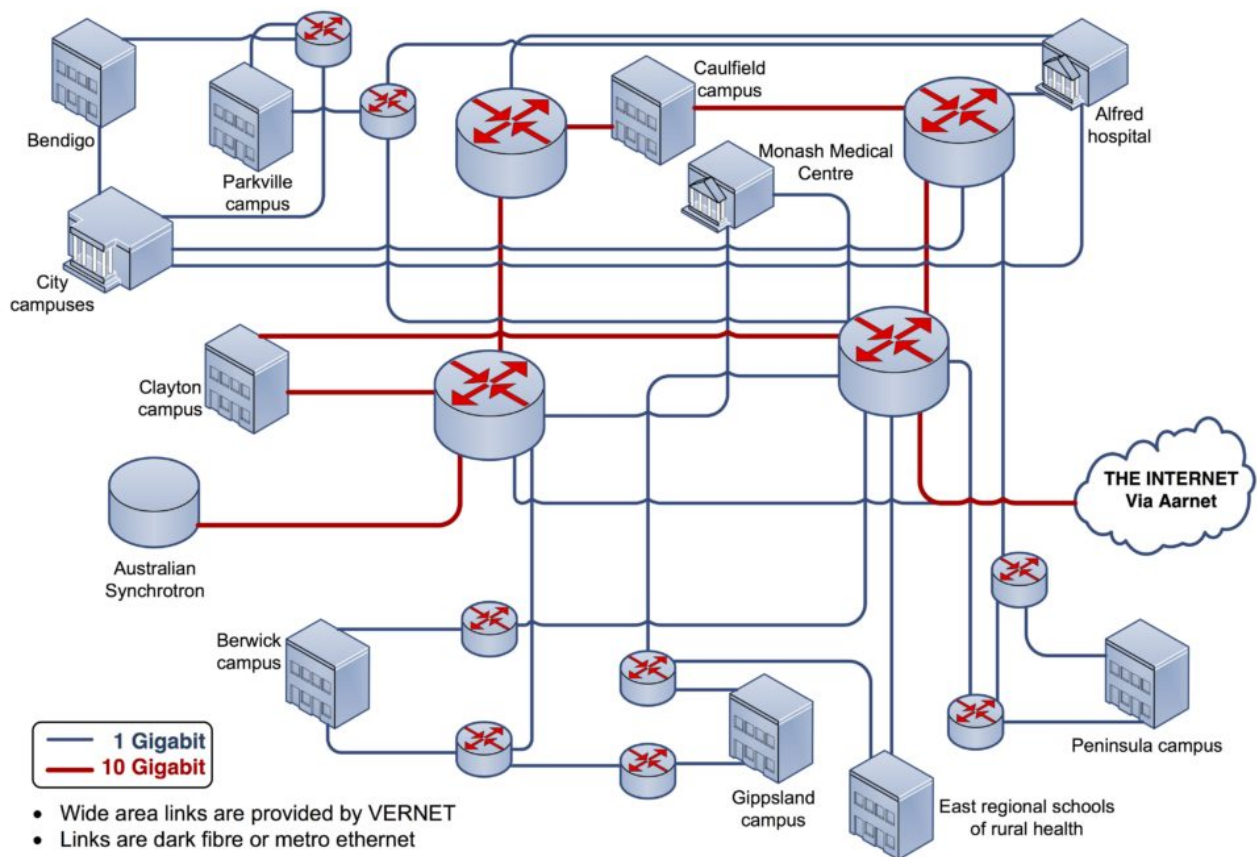 Caulfield
campus
Alfred
hospital
Bendigo
Parkville
campus
Monash Medical
Centre
City
campuses
Clayton
campus
THE INTERNET
Via Aarnet
Australian
Synchrotron
Berwick
campus
Peninsula campus
Gippsland
campus
East regional schools
of rural health
1 Gigabit
10 Gigabit
• Wide area links are provided by VERNET
• Links are dark fibre or metro ethernet